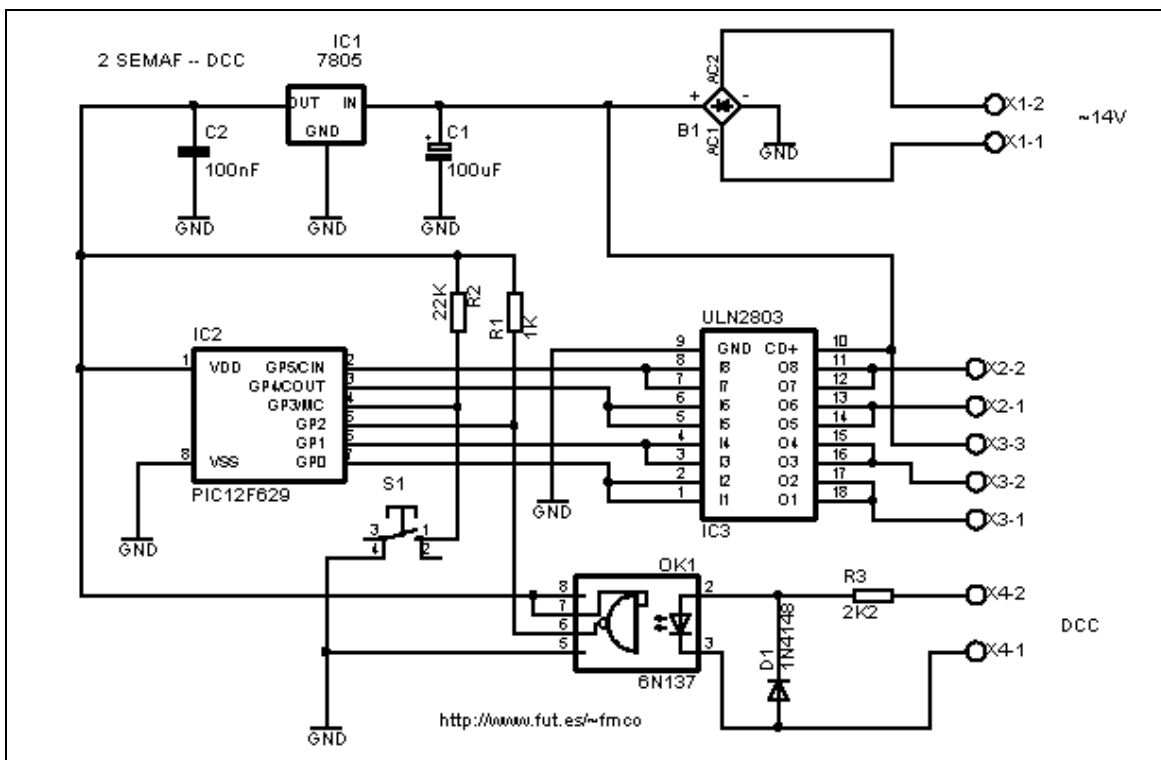 2 SEMAF -- DCC
IC1
7805
OUT IN
GND
C2
100nF
C1
100uF
GND
GND
GND
+ -
AC2
AC1
B1
GND
X1-2
X1-1
~14V
22K
R2
R1
1K
IC2
1 VDD GP5/CIN 2
GP4/COUT 3
GP3/MC 4
GP2 5
GP1 6
8 VSS GP0 7
PIC12F629
GND
S1
3 1
4 2
GND
ULN2803
9 GND CD+ 10
8 I8 O8 11
7 I7 O7 12
6 I6 O6 13
5 I5 O5 14
4 I4 O4 15
3 I3 O3 16
2 I2 O2 17
1 I1 O1 18
IC3
GND
X2-2
X2-1
X3-3
X3-2
X3-1
OK1
8
7
6
5
2
3
6N137
R3
2K2
D1
1N4148
X4-2
X4-1
DCC
http://www.fut.es/~fmco